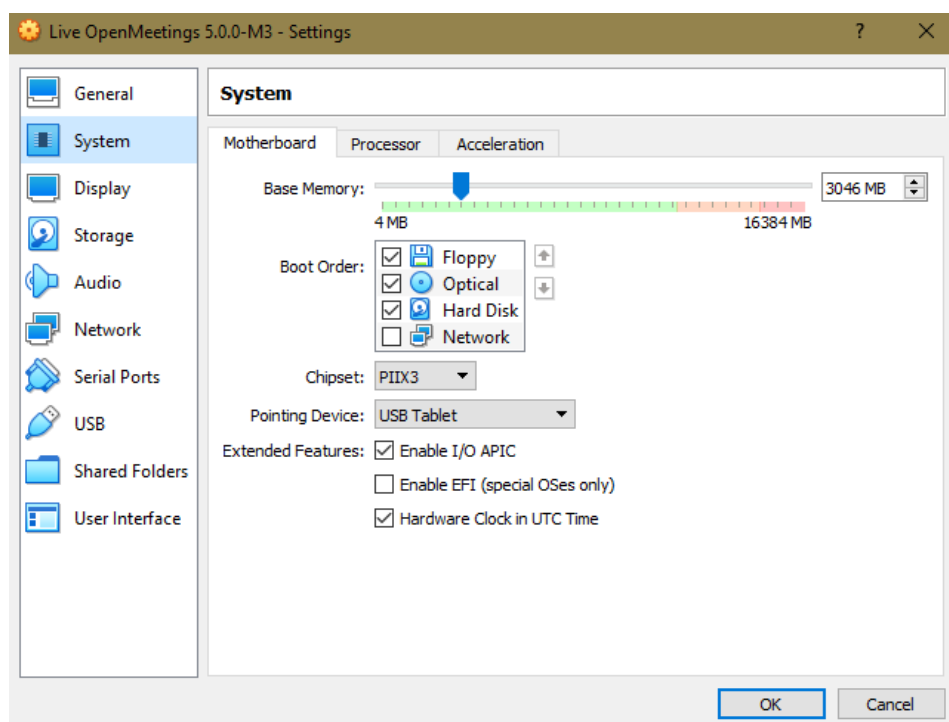 Live OpenMeetings 5.0.0-M3 - Settings
General
System
Display
Storage
Audio
Network
Serial Ports
USB
Shared Folders
User Interface
System
Motherboard Processor Acceleration
Base Memory: 3046 MB
4 MB 16384 MB
Boot Order: Floppy
Optical
Hard Disk
Network
Chipset: PIIX3
Pointing Device: USB Tablet
Extended Features: Enable I/O APIC
Enable EFI (special OSes only)
Hardware Clock in UTC Time
OK Cancel